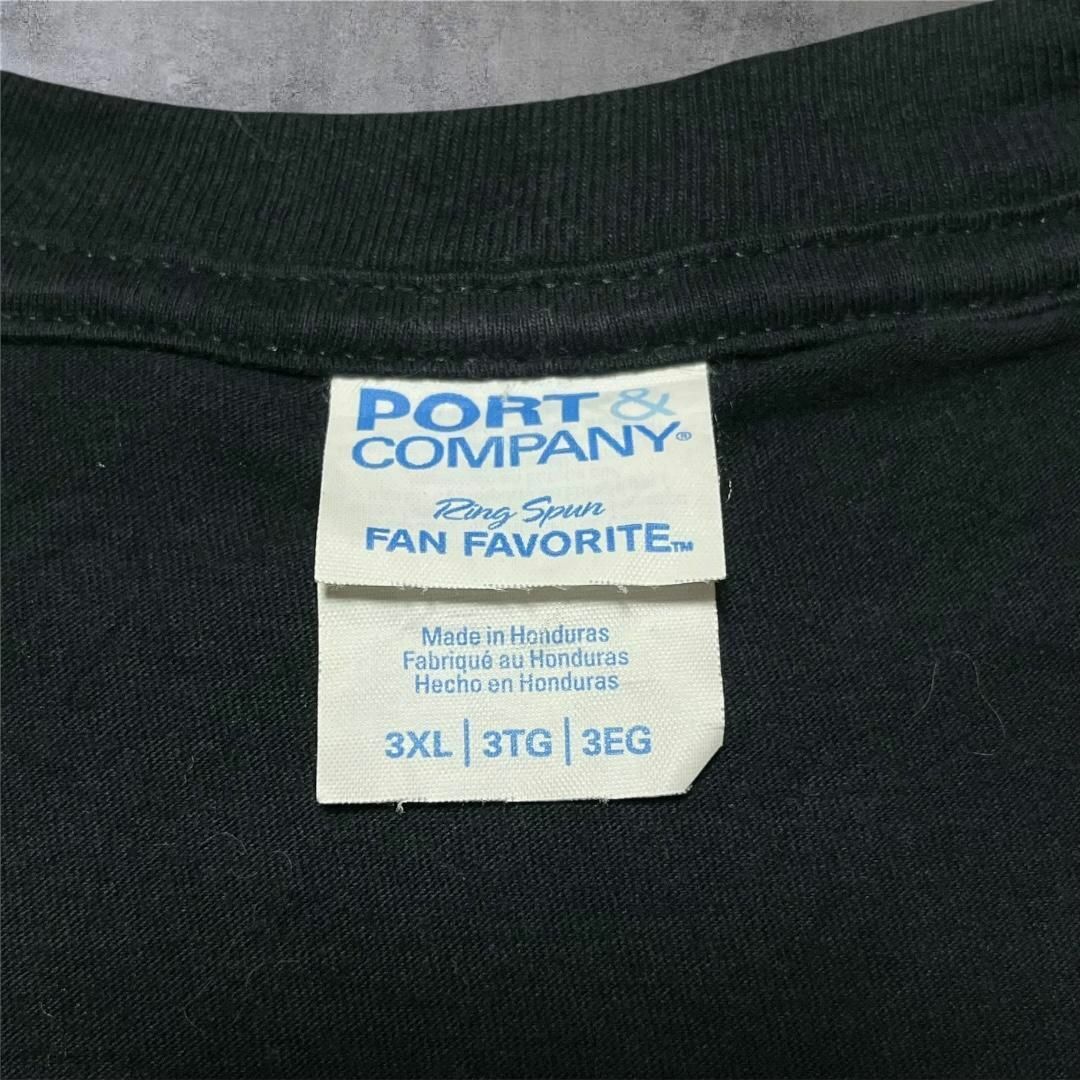 PORT &
COMPANY®
Ring Spun
FAN FAVORITE™
Made in Honduras
Fabriqué au Honduras
Hecho en Honduras
3XL | 3TG | 3EG